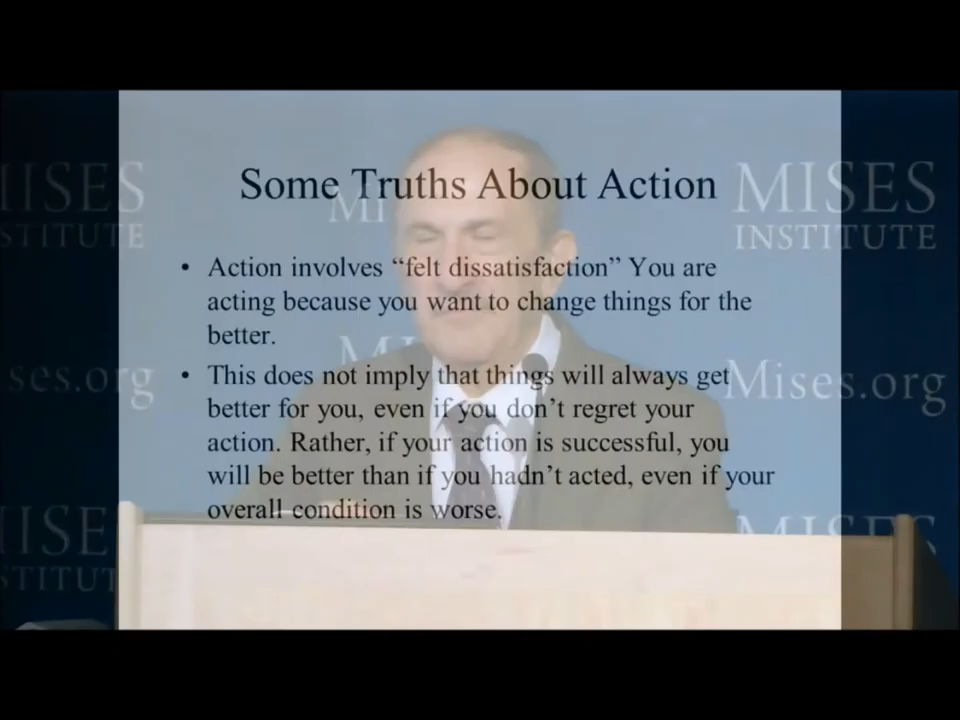 Some Truths About Action
MISES
INSTITUTE
MISES
INSTITUTE
• Action involves “felt dissatisfaction” You are
acting because you want to change things for the
better.
• This does not imply that things will always get
better for you, even if you don’t regret your
action. Rather, if your action is successful, you
will be better than if you hadn’t acted, even if your
overall condition is worse.
Mises.org
ses.org